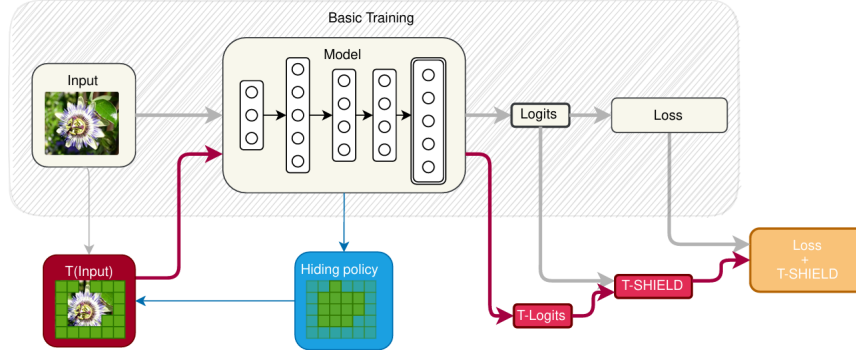 Basic Training
Input
Model
Logits
Loss
T(Input)
Hiding policy
T-Logits
T-SHIELD
Loss
+
T-SHIELD